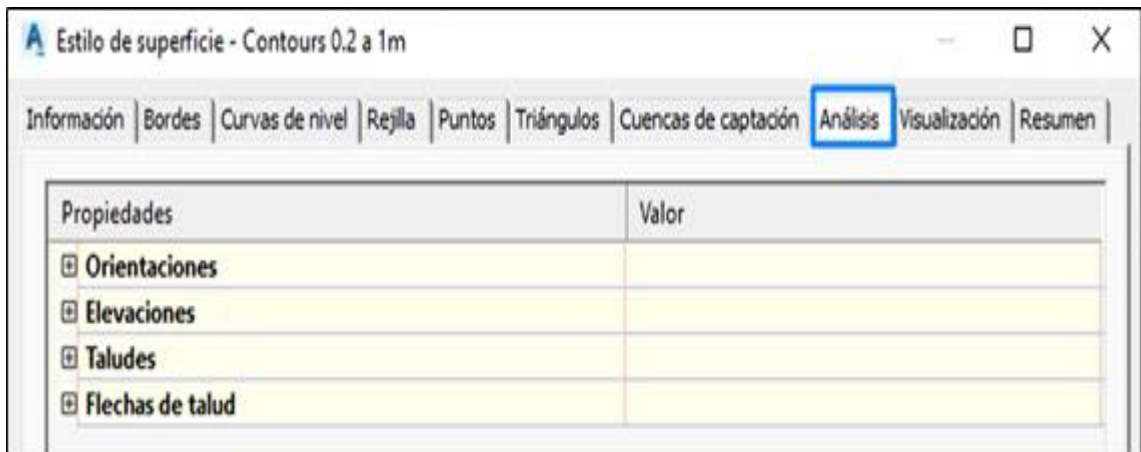 Estilo de superficie - Contours 0.2 a 1m
Información Bordes Curvas de nivel Rejilla Puntos Triángulos Cuencas de captación Análisis Visualización Resumen
Propiedades Valor
Orientaciones
Elevaciones
Taludes
Flechas de talud